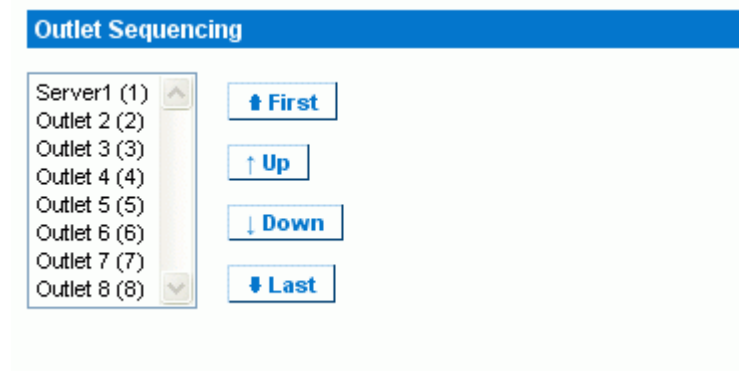 Outlet Sequencing
Server1 (1)
Outlet 2 (2)
Outlet 3 (3)
Outlet 4 (4)
Outlet 5 (5)
Outlet 6 (6)
Outlet 7 (7)
Outlet 8 (8)
First
↑ Up
↓ Down
Last